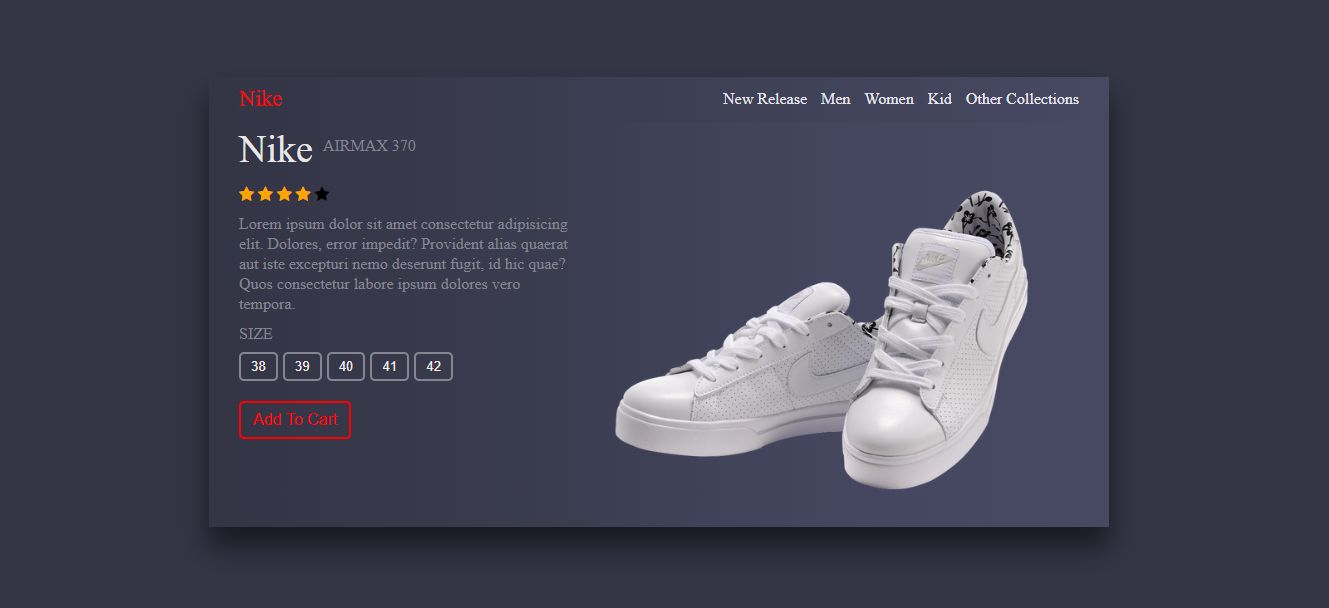 Nike
New Release Men Women Kid Other Collections
Nike AIRMAX 370
Lorem ipsum dolor sit amet consectetur adipisicing
elit. Dolores, error impedit? Provident alias quaerat
aut iste excepturi nemo deserunt fugit, id hic quae?
Quos consectetur labore ipsum dolores vero
tempora.
SIZE
38 39 40 41 42
Add To Cart
NIKE